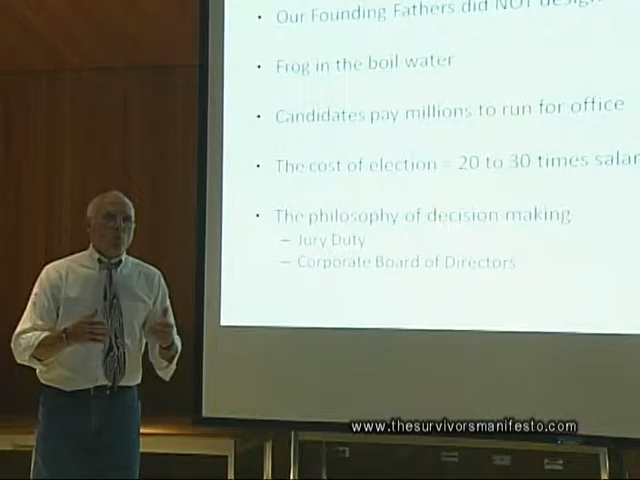 • Our Founding Fathers did NOT design
• Frog in the boil water
• Candidates pay millions to run for office
• The cost of election = 20 to 30 times salar
• The philosophy of decision making
– Jury Duty
– Corporate Board of Directors
www.thesurvivorsmanifesto.com